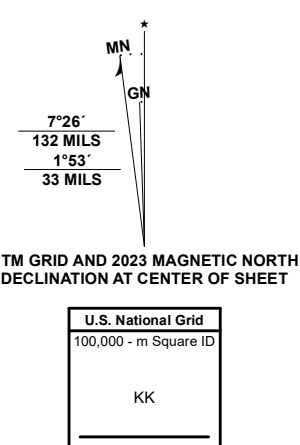 ★
MN
GN
7°26´
132 MILS
1°53´
33 MILS
TM GRID AND 2023 MAGNETIC NORTH
DECLINATION AT CENTER OF SHEET
U.S. National Grid
100,000 - m Square ID
KK